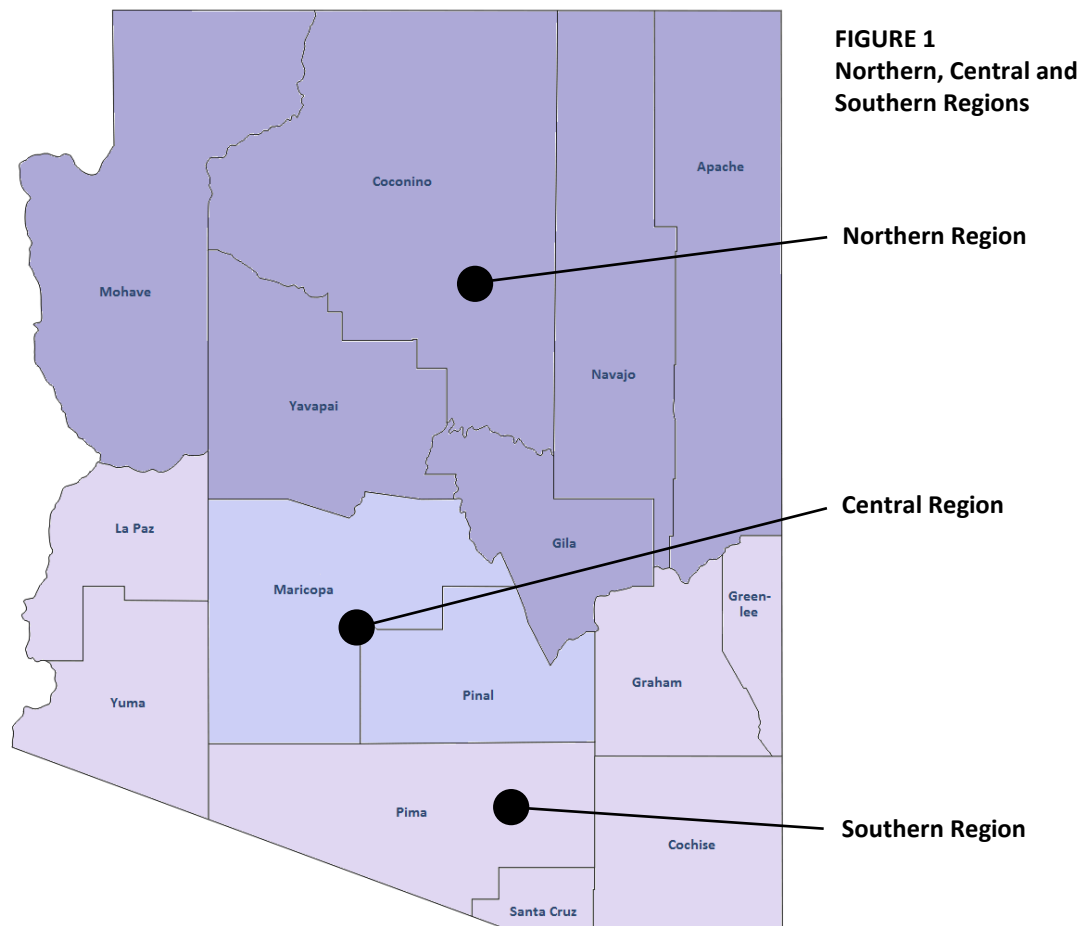 FIGURE 1
Northern, Central and
Southern Regions
Apache
Coconino
Northern Region
Mohave
Navajo
Yavapai
Central Region
La Paz
Gila
Maricopa
Green-
lee
Graham
Pinal
Yuma
Pima
Southern Region
Cochise
Santa Cruz